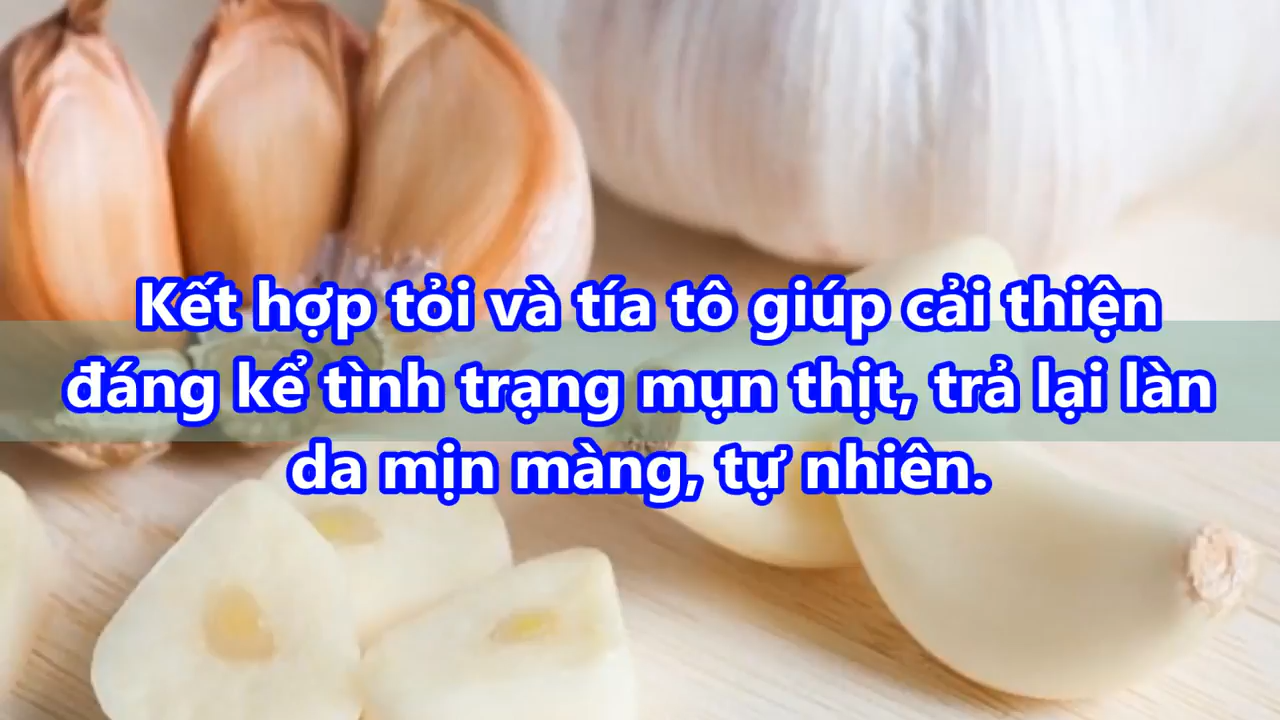 Kết hợp tỏi và tía tô giúp cải thiện
đáng kể tình trạng mụn thịt, trả lại làn
da mịn màng, tự nhiên.